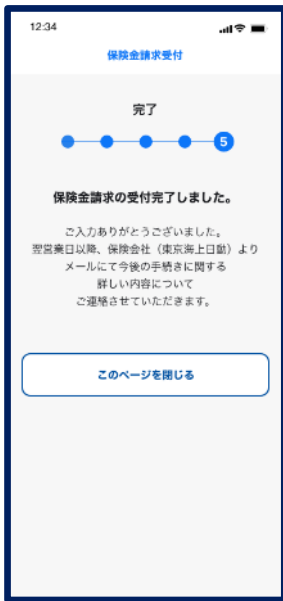 12:34
保険金請求受付
完了
5
保険金請求の受付完了しました。
ご入力ありがとうございました。
翌営業日以降、保険会社（東京海上日動）より
メールにて今後の手続きに関する
詳しい内容について
ご連絡させていただきます。
このページを閉じる